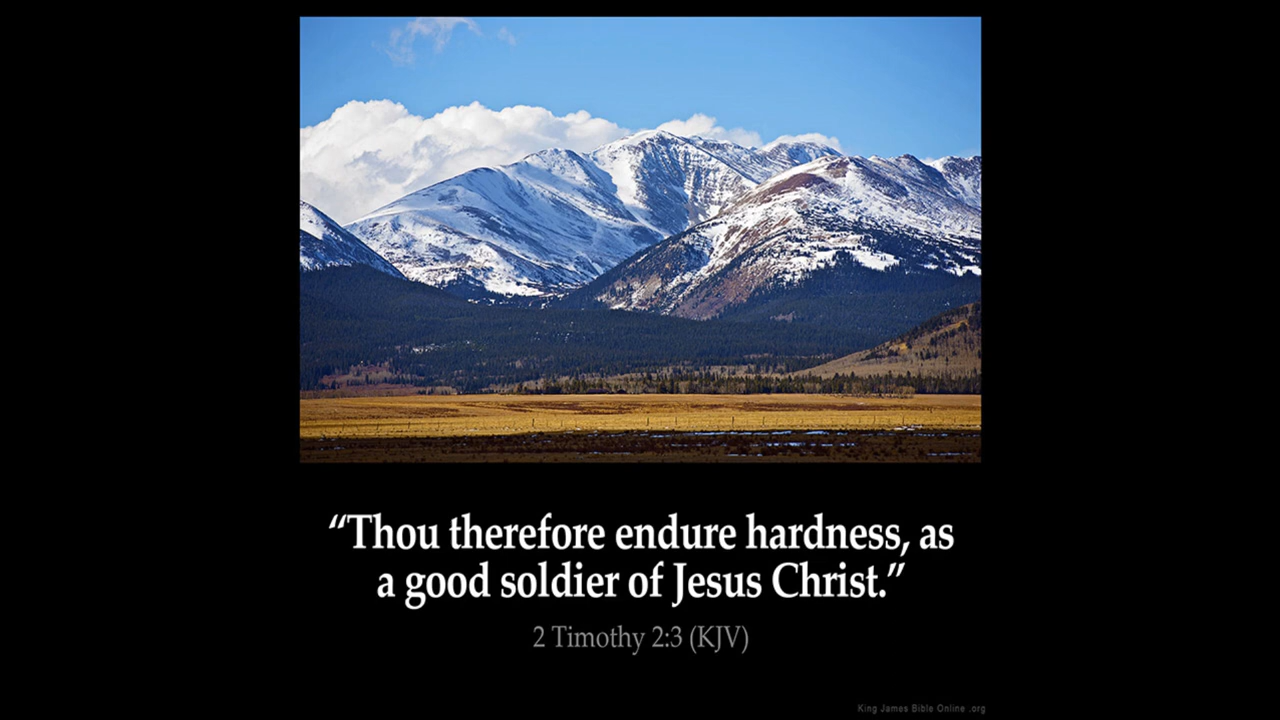 “Thou therefore endure hardness, as
a good soldier of Jesus Christ.”
2 Timothy 2:3 (KJV)
King James Bible Online .org